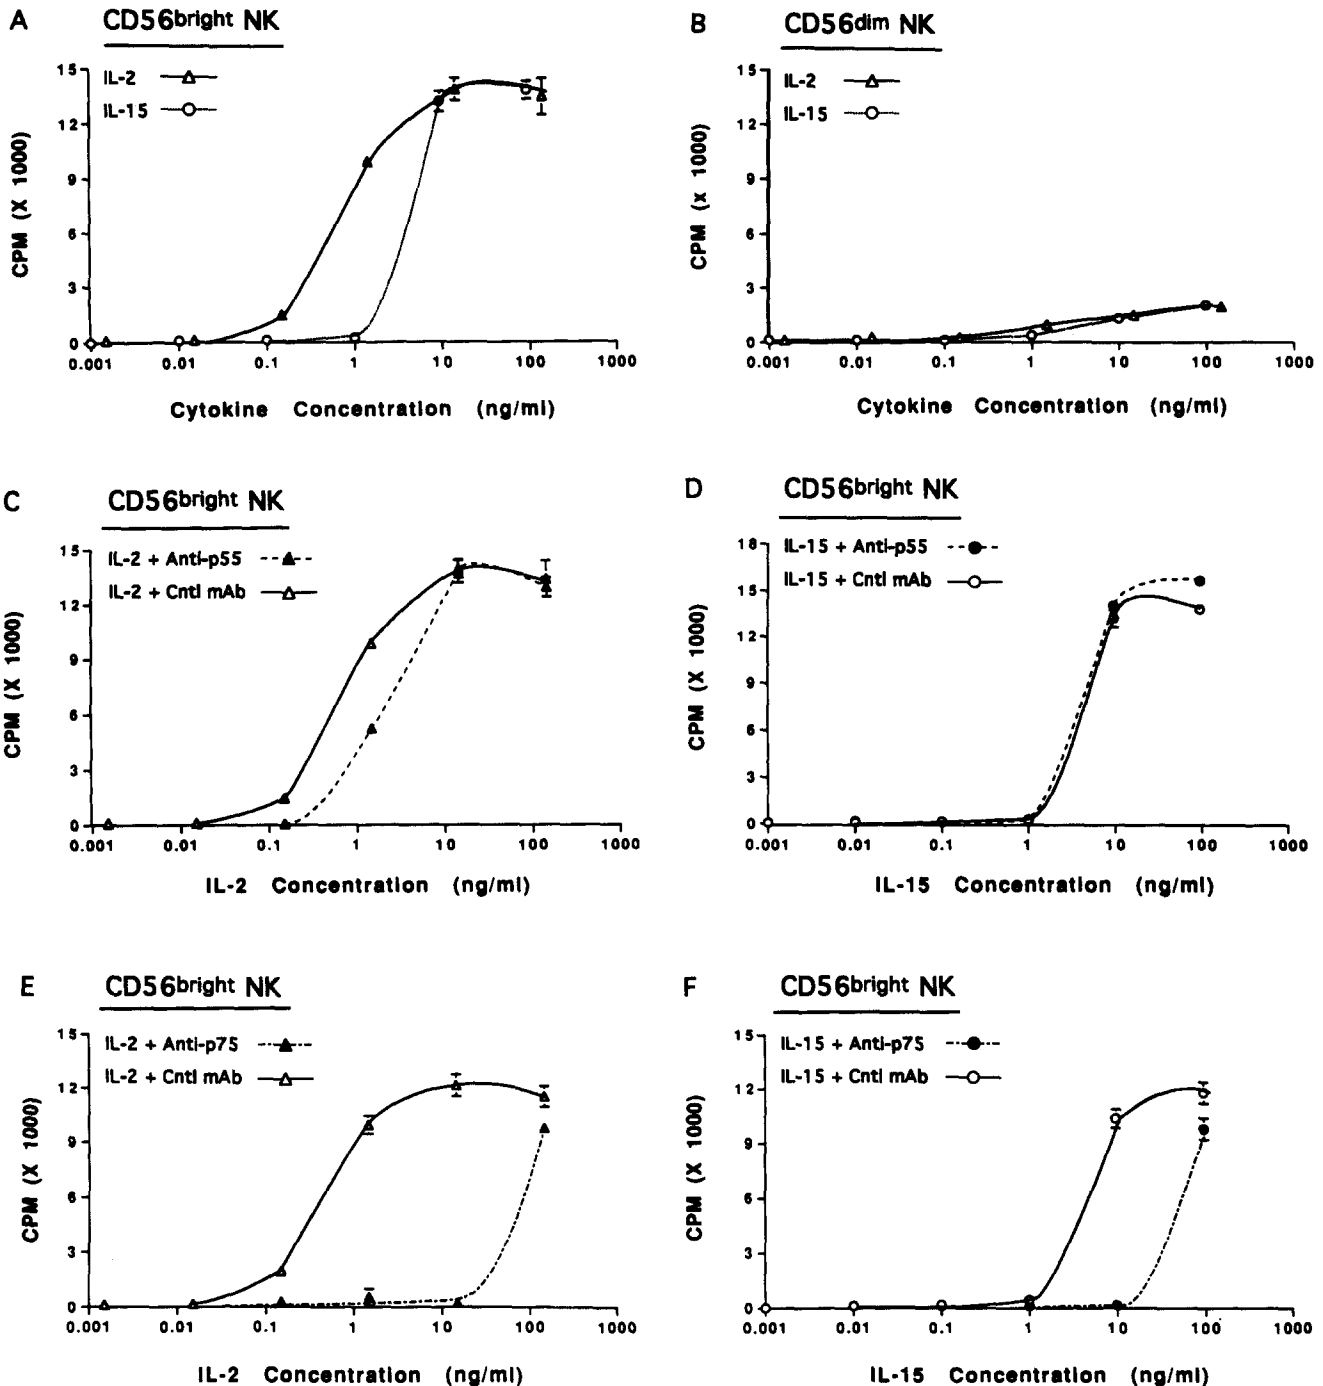 A
CD56bright NK
IL-2
IL-15
15
12
9
6
3
0
CPM (X 1000)
0.001 0.01 0.1 1 10 100 1000
Cytokine Concentration (ng/ml)
B
CD56dim NK
IL-2
IL-15
15
12
9
6
3
0
CPM (x 1000)
0.001 0.01 0.1 1 10 100 1000
Cytokine Concentration (ng/ml)
C
CD56bright NK
IL-2 + Anti-p55
IL-2 + Cntl mAb
15
12
9
6
3
0
CPM (X 1000)
0.001 0.01 0.1 1 10 100 1000
IL-2 Concentration (ng/ml)
D
CD56bright NK
IL-15 + Anti-p55
IL-15 + Cntl mAb
18
15
12
9
6
3
0
CPM (X 1000)
0.001 0.01 0.1 1 10 100 1000
IL-15 Concentration (ng/ml)
E
CD56bright NK
IL-2 + Anti-p75
IL-2 + Cntl mAb
15
12
9
6
3
0
CPM (X 1000)
0.001 0.01 0.1 1 10 100 1000
IL-2 Concentration (ng/ml)
F
CD56bright NK
IL-15 + Anti-p75
IL-15 + Cntl mAb
15
12
9
6
3
0
CPM (X 1000)
0.001 0.01 0.1 1 10 100 1000
IL-15 Concentration (ng/ml)